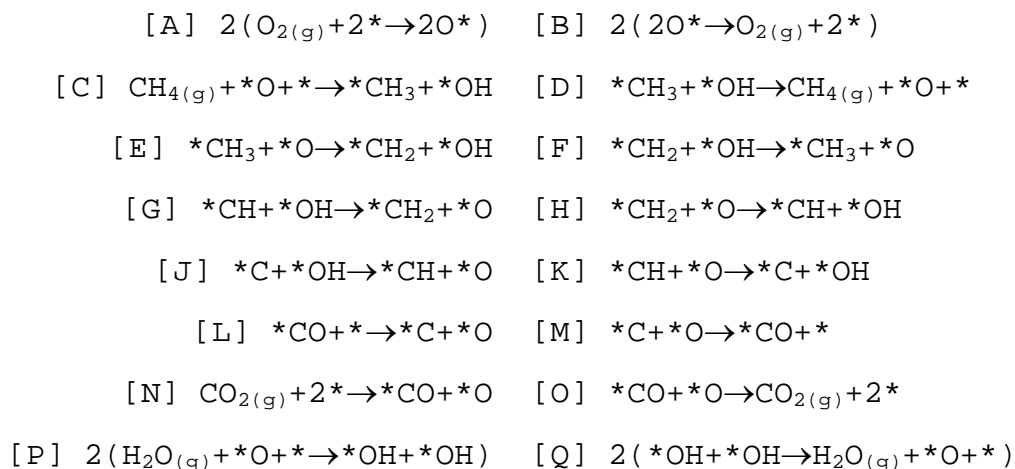 [A] 2(O₂₍g₎+2*→2O*) [B] 2(2O*→O₂₍g₎+2*)
[C] CH₄₍g₎+*O+*→*CH₃+*OH [D] *CH₃+*OH→CH₄₍g₎+*O+*
[E] *CH₃+*O→*CH₂+*OH [F] *CH₂+*OH→*CH₃+*O
[G] *CH+*OH→*CH₂+*O [H] *CH₂+*O→*CH+*OH
[J] *C+*OH→*CH+*O [K] *CH+*O→*C+*OH
[L] *CO+*→*C+*O [M] *C+*O→*CO+*
[N] CO₂₍g₎+2*→*CO+*O [O] *CO+*O→CO₂₍g₎+2*
[P] 2(H₂O₍g₎+*O+*→*OH+*OH) [Q] 2(*OH+*OH→H₂O₍g₎+*O+*)